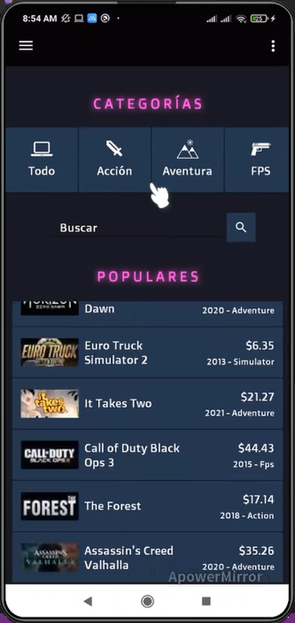 8:54 AM
CATEGORÍAS
Todo
Acción
Aventura
FPS
Buscar
POPULARES
HORIZON
ZERO DAWN
Dawn
2020 - Adventure
EURO TRUCK
Euro Truck
Simulator 2
$6.35
2013 - Simulator
it takes two
It Takes Two
$21.27
2021 - Adventure
CALL OF DUTY
BLACK OPS
Call of Duty Black
Ops 3
$44.43
2015 - Fps
THE
FOREST
The Forest
$17.14
2018 - Action
ASSASSIN'S CREED
VALHALLA
Assassin's Creed
Valhalla
$35.26
2020 - Adventure
ApowerMirror